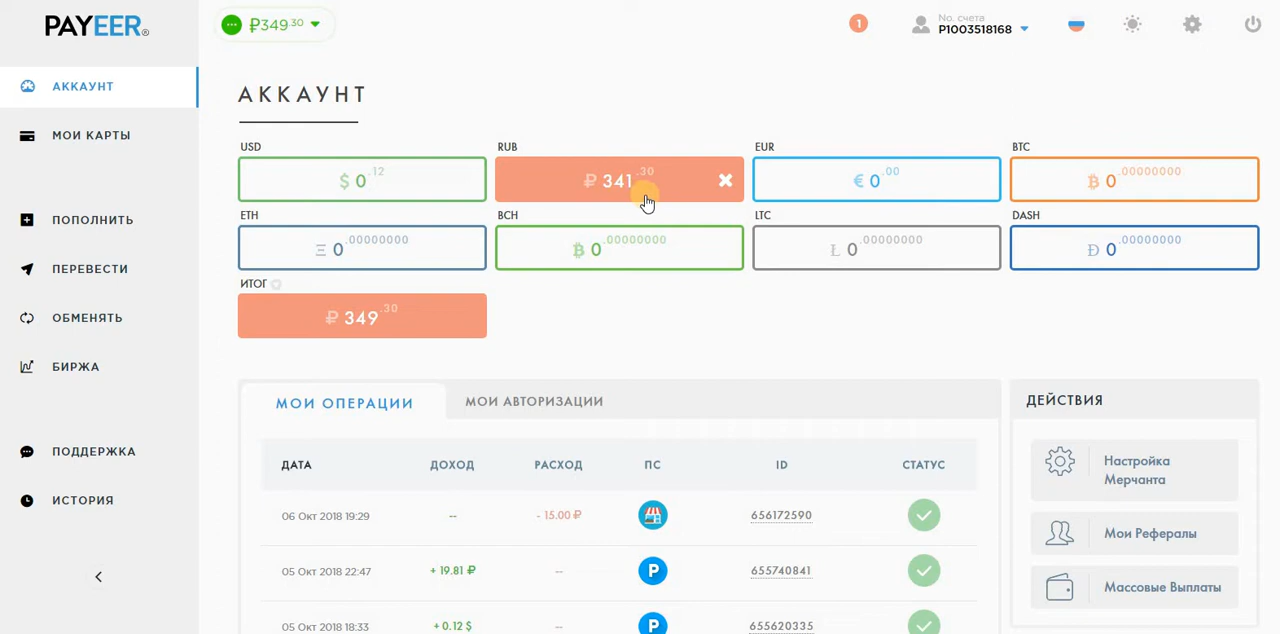 PAYEER®
₽349.30
1
No. счета
P1003518168
АККАУНТ
МОИ КАРТЫ
ПОПОЛНИТЬ
ПЕРЕВЕСТИ
ОБМЕНЯТЬ
БИРЖА
ПОДДЕРЖКА
ИСТОРИЯ
АККАУНТ
USD RUB EUR BTC
$ 0.12 ₽ 341.30 € 0.00 ₿ 0.00000000
ETH BCH LTC DASH
Ξ 0.00000000 ₿ 0.00000000 Ł 0.00000000 Đ 0.00000000
ИТОГ
₽ 349.30
МОИ ОПЕРАЦИИ МОИ АВТОРИЗАЦИИ
ДАТА ДОХОД РАСХОД ПС ID СТАТУС
06 Окт 2018 19:29 -- - 15.00 ₽ 656172590
05 Окт 2018 22:47 + 19.81 ₽ -- P 655740841
05 Окт 2018 18:33 + 0.12 $ -- P 655620335
ДЕЙСТВИЯ
Настройка
Мерчанта
Мои Рефералы
Массовые Выплаты